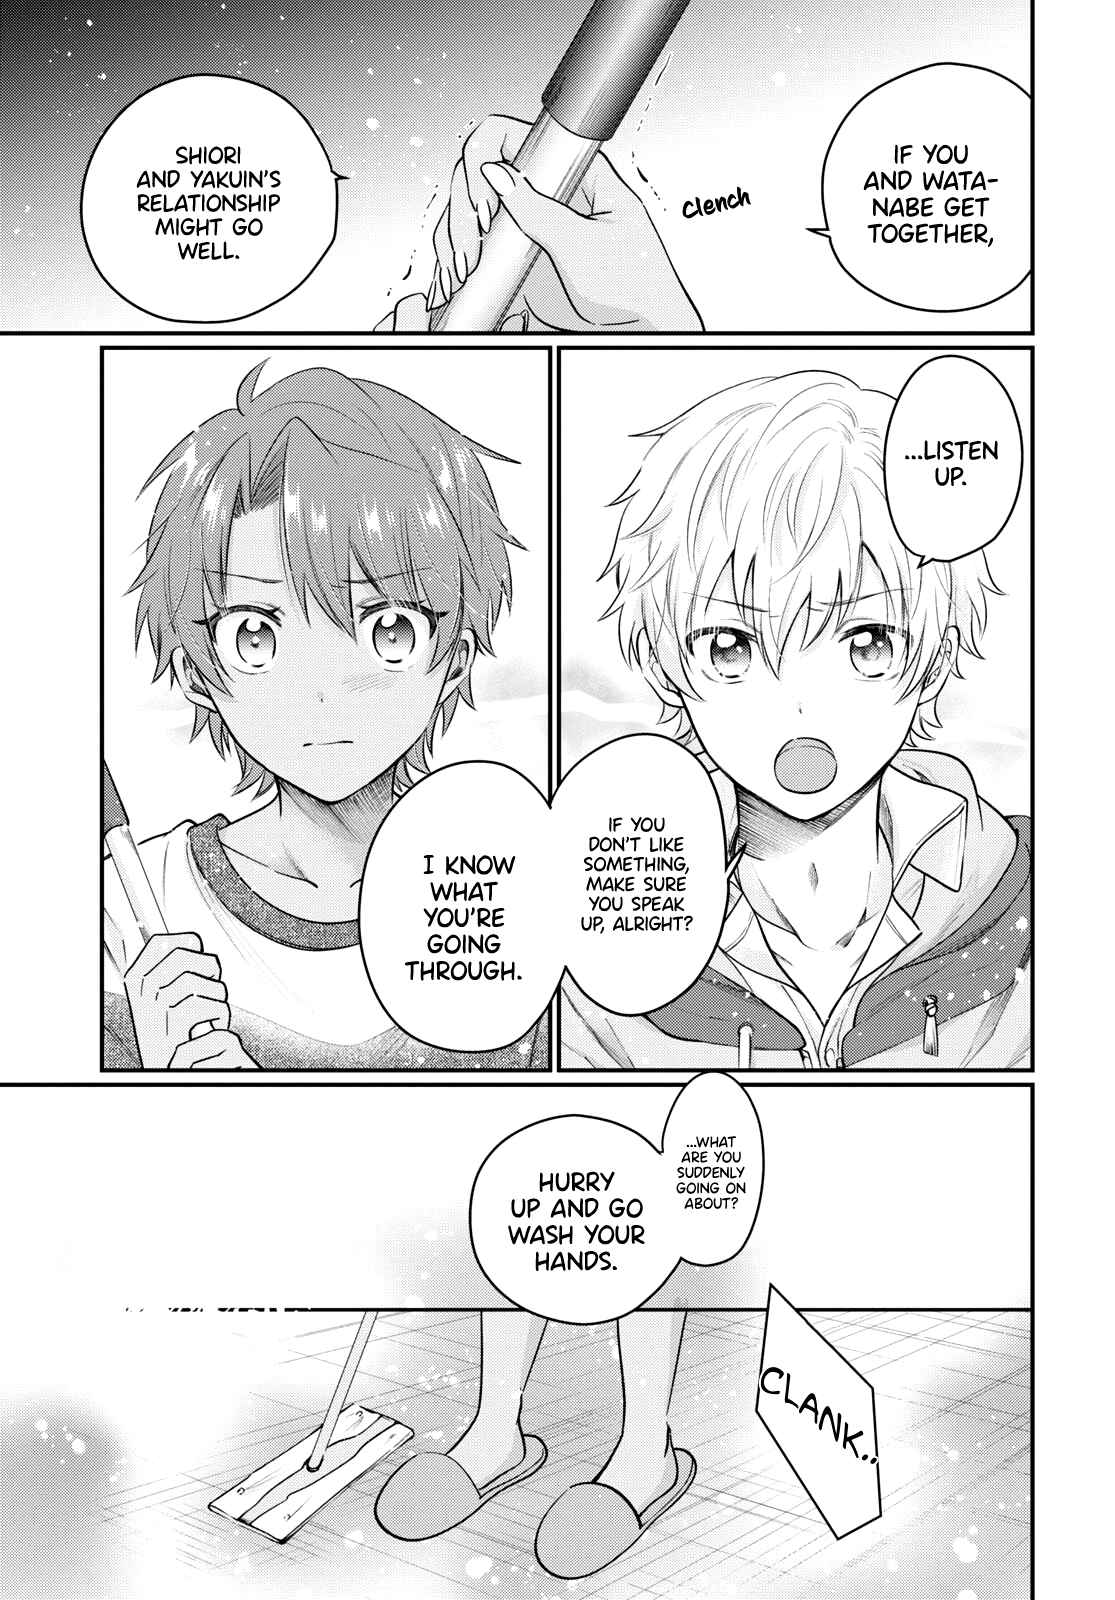 IF YOU
AND WATA-
NABE GET
TOGETHER,
Clench
SHIORI
AND YAKUIN'S
RELATIONSHIP
MIGHT GO
WELL.
...LISTEN
UP.
IF YOU
DON'T LIKE
SOMETHING,
MAKE SURE
YOU SPEAK
UP, ALRIGHT?
I KNOW
WHAT
YOU'RE
GOING
THROUGH.
...WHAT
ARE YOU
SUDDENLY
GOING ON
ABOUT?
HURRY
UP AND GO
WASH YOUR
HANDS.
CLANK..